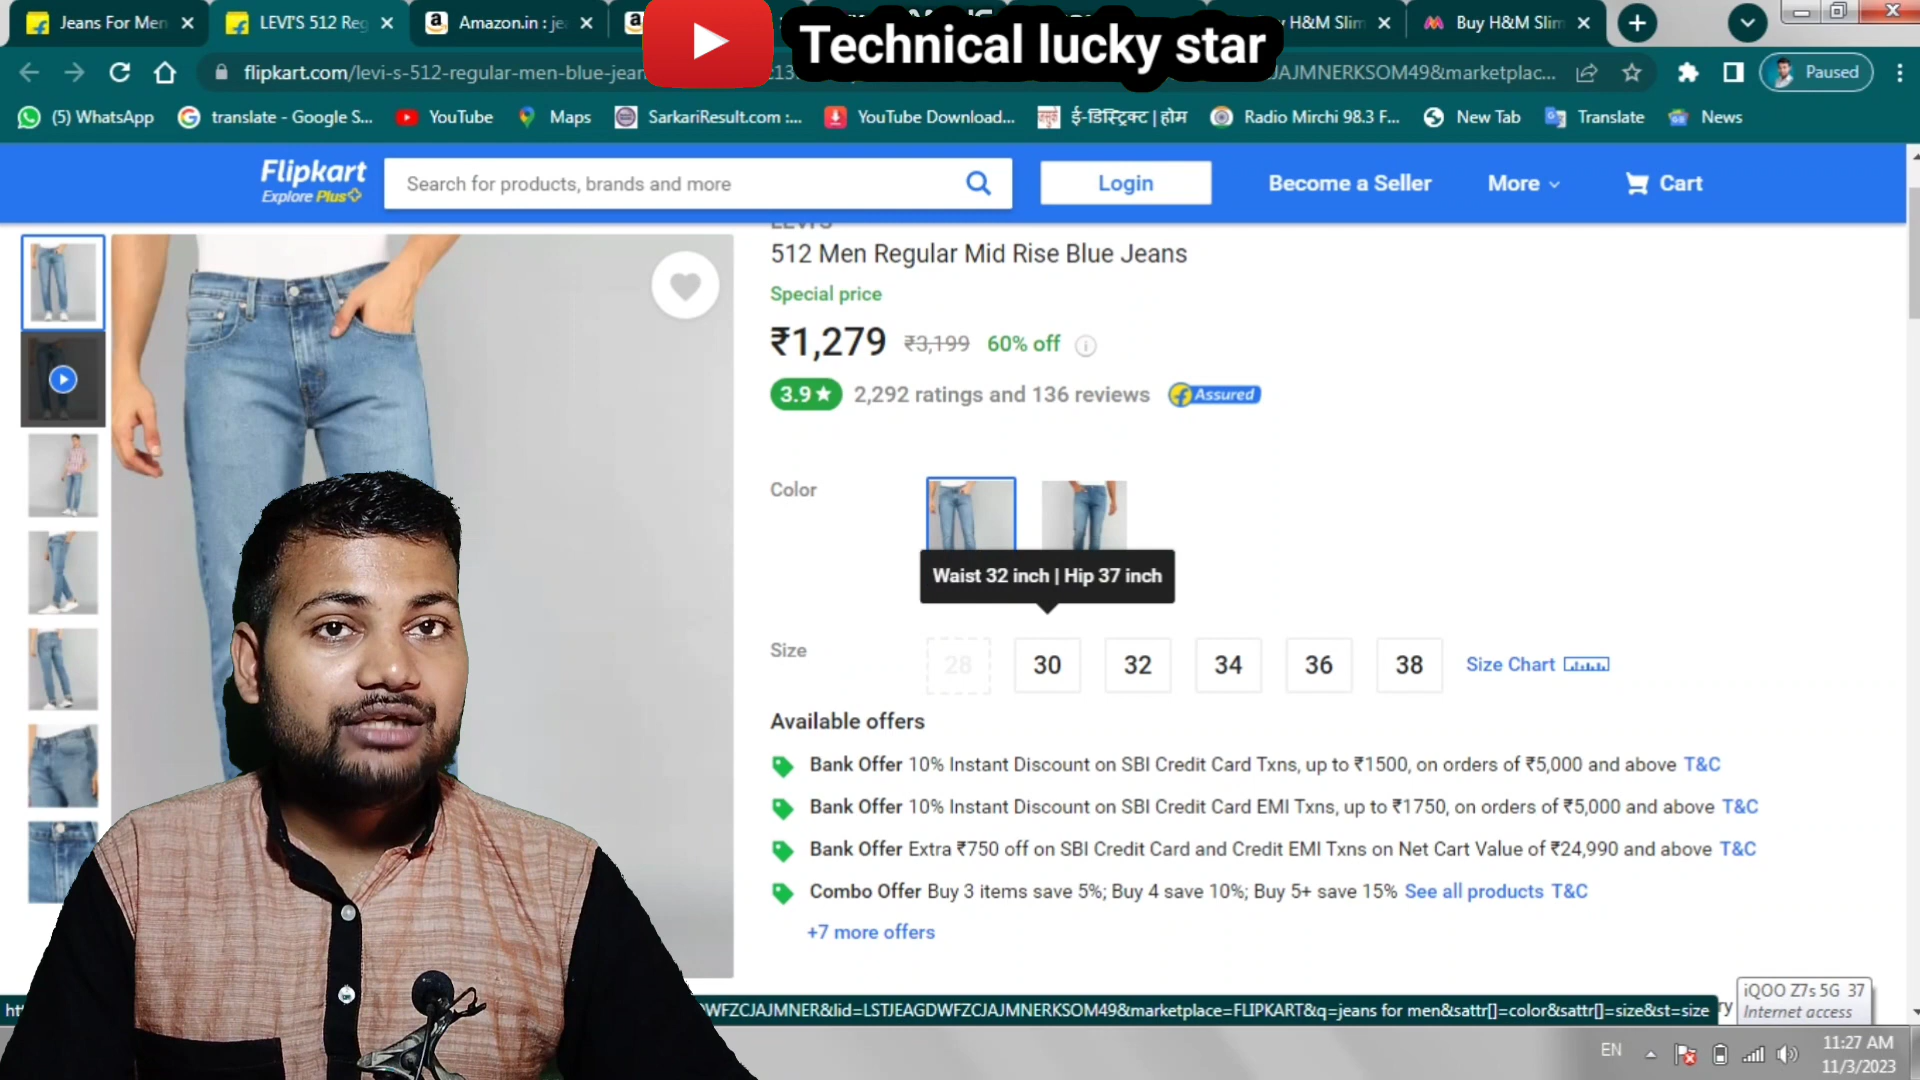 Jeans For Men
LEVI'S 512 Reg
Amazon.in : je
H&M Slim
Buy H&M Slim
Technical lucky star
flipkart.com/levi-s-512-regular-men-blue-jean
AJMNERKSOM49&marketplac...
Paused
(5) WhatsApp
translate - Google S...
YouTube
Maps
SarkariResult.com :...
YouTube Download...
ई-डिस्ट्रिक्ट | होम
Radio Mirchi 98.3 F...
New Tab
Translate
News
Flipkart
Explore Plus
Search for products, brands and more
Login
Become a Seller
More
Cart
LEVI'S
512 Men Regular Mid Rise Blue Jeans
Special price
₹1,279 ₹3,199 60% off
3.9 ★ 2,292 ratings and 136 reviews Assured
Color
Waist 32 inch | Hip 37 inch
Size
28 30 32 34 36 38 Size Chart
Available offers
Bank Offer 10% Instant Discount on SBI Credit Card Txns, up to ₹1500, on orders of ₹5,000 and above T&C
Bank Offer 10% Instant Discount on SBI Credit Card EMI Txns, up to ₹1750, on orders of ₹5,000 and above T&C
Bank Offer Extra ₹750 off on SBI Credit Card and Credit EMI Txns on Net Cart Value of ₹24,990 and above T&C
Combo Offer Buy 3 items save 5%; Buy 4 save 10%; Buy 5+ save 15% See all products T&C
+7 more offers
WFZCJAJMNER&lid=LSTJEAGDWFZCJAJMNERKSOM49&marketplace=FLIPKART&q=jeans for men&sattr[]=color&sattr[]=size&st=size
iQOO Z7s 5G 37
Internet access
EN
11:27 AM
11/3/2023